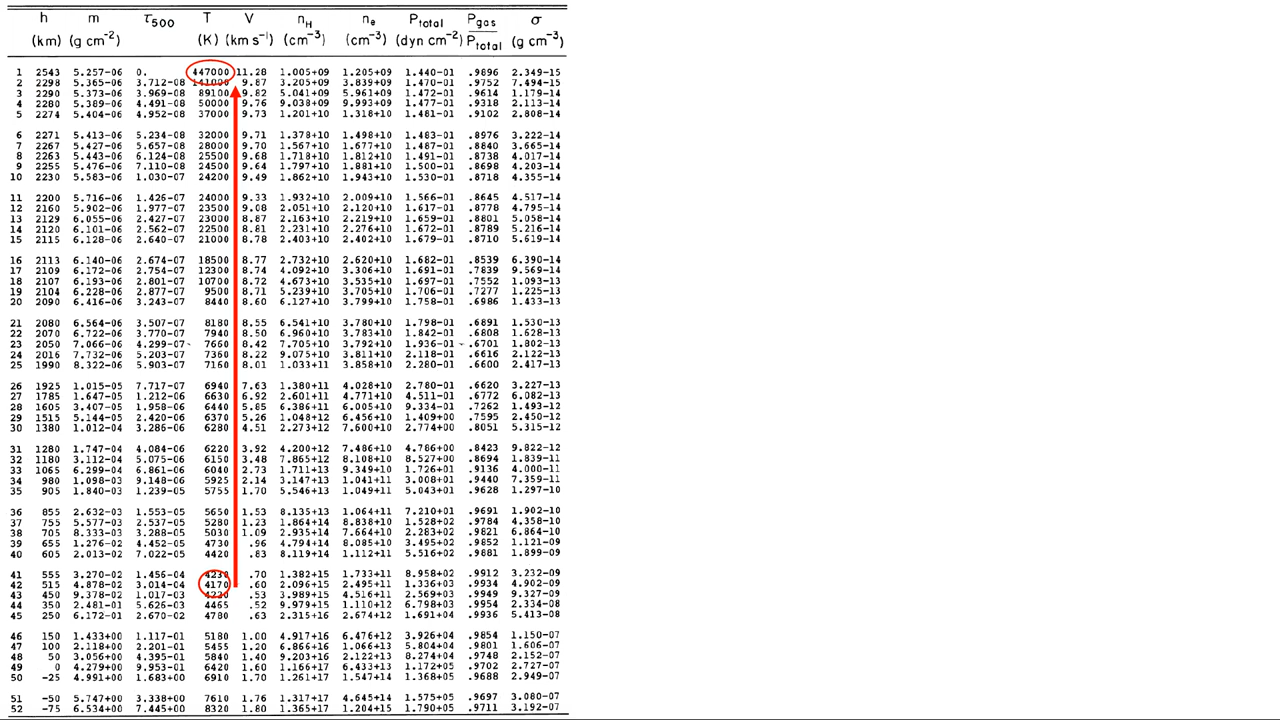 h m τ500 T V nH ne Ptotal Pgas/Ptotal σ
(km) (g cm-2) (K) (km s-1) (cm-3) (cm-3) (dyn cm-2) (g cm-3)
1 2543 5.257-06 0. 447000 11.28 1.005+09 1.205+09 1.440-01 .9896 2.349-15
2 2298 5.365-06 3.712-08 141000 9.87 3.205+09 3.839+09 1.470-01 .9752 7.494-15
3 2290 5.373-06 3.969-08 89100 9.82 5.041+09 5.961+09 1.472-01 .9614 1.179-14
4 2280 5.389-06 4.491-08 50000 9.76 9.038+09 9.993+09 1.477-01 .9318 2.113-14
5 2274 5.404-06 4.952-08 37000 9.73 1.201+10 1.318+10 1.481-01 .9102 2.808-14
6 2271 5.413-06 5.234-08 32000 9.71 1.378+10 1.498+10 1.483-01 .8976 3.222-14
7 2267 5.427-06 5.657-08 28000 9.70 1.567+10 1.677+10 1.487-01 .8840 3.665-14
8 2263 5.443-06 6.124-08 25500 9.68 1.718+10 1.812+10 1.491-01 .8738 4.017-14
9 2255 5.476-06 7.110-08 24500 9.64 1.797+10 1.881+10 1.500-01 .8698 4.203-14
10 2230 5.583-06 1.030-07 24200 9.49 1.862+10 1.943+10 1.530-01 .8718 4.355-14
11 2200 5.716-06 1.426-07 24000 9.33 1.932+10 2.009+10 1.566-01 .8645 4.517-14
12 2160 5.902-06 1.977-07 23500 9.08 2.051+10 2.120+10 1.617-01 .8778 4.795-14
13 2129 6.055-06 2.427-07 23000 8.87 2.163+10 2.219+10 1.659-01 .8801 5.058-14
14 2120 6.101-06 2.562-07 22500 8.81 2.231+10 2.276+10 1.672-01 .8789 5.216-14
15 2115 6.128-06 2.640-07 21000 8.78 2.403+10 2.402+10 1.679-01 .8710 5.619-14
16 2113 6.140-06 2.674-07 18500 8.77 2.732+10 2.620+10 1.682-01 .8539 6.390-14
17 2109 6.172-06 2.754-07 12300 8.74 4.092+10 3.306+10 1.691-01 .7839 9.569-14
18 2107 6.193-06 2.801-07 10700 8.72 4.673+10 3.535+10 1.697-01 .7552 1.093-13
19 2104 6.228-06 2.877-07 9500 8.71 5.239+10 3.705+10 1.706-01 .7277 1.225-13
20 2090 6.416-06 3.243-07 8440 8.60 6.127+10 3.799+10 1.758-01 .6986 1.433-13
21 2080 6.564-06 3.507-07 8180 8.55 6.541+10 3.780+10 1.798-01 .6891 1.530-13
22 2070 6.722-06 3.770-07 7940 8.50 6.960+10 3.783+10 1.842-01 .6808 1.628-13
23 2050 7.066-06 4.299-07 7660 8.42 7.705+10 3.792+10 1.936-01 .6701 1.802-13
24 2016 7.732-06 5.203-07 7360 8.22 9.075+10 3.811+10 2.118-01 .6616 2.122-13
25 1990 8.322-06 5.903-07 7160 8.01 1.033+11 3.858+10 2.280-01 .6600 2.417-13
26 1925 1.015-05 7.717-07 6940 7.63 1.380+11 4.028+10 2.780-01 .6620 3.227-13
27 1785 1.647-05 1.212-06 6630 6.92 2.601+11 4.771+10 4.511-01 .6772 6.082-13
28 1605 3.407-05 1.958-06 6440 5.85 6.386+11 6.005+10 9.334-01 .7262 1.493-12
29 1515 5.144-05 2.420-06 6370 5.26 1.048+12 6.456+10 1.409+00 .7595 2.450-12
30 1380 1.012-04 3.286-06 6280 4.51 2.273+12 7.600+10 2.774+00 .8051 5.315-12
31 1280 1.747-04 4.084-06 6220 3.92 4.200+12 7.486+10 4.786+00 .8423 9.822-12
32 1180 3.112-04 5.075-06 6150 3.48 7.865+12 8.108+10 8.527+00 .8694 1.839-11
33 1065 6.299-04 6.861-06 6040 2.73 1.711+13 9.349+10 1.726+01 .9136 4.000-11
34 980 1.098-03 9.148-06 5925 2.14 3.147+13 1.041+11 3.008+01 .9440 7.359-11
35 905 1.840-03 1.239-05 5755 1.70 5.546+13 1.049+11 5.043+01 .9628 1.297-10
36 855 2.632-03 1.553-05 5650 1.53 8.135+13 1.064+11 7.210+01 .9691 1.902-10
37 755 5.577-03 2.537-05 5280 1.23 1.864+14 8.838+10 1.528+02 .9784 4.358-10
38 705 8.333-03 3.288-05 5030 1.09 2.935+14 7.664+10 2.283+02 .9821 6.864-10
39 655 1.276-02 4.452-05 4730 .96 4.794+14 8.085+10 3.495+02 .9852 1.121-09
40 605 2.013-02 7.022-05 4420 .83 8.119+14 1.112+11 5.516+02 .9881 1.899-09
41 555 3.270-02 1.456-04 4230 .70 1.382+15 1.733+11 8.958+02 .9912 3.232-09
42 515 4.878-02 3.014-04 4170 .60 2.096+15 2.495+11 1.336+03 .9934 4.902-09
43 450 9.378-02 1.017-03 4220 .53 3.989+15 4.516+11 2.569+03 .9949 9.327-09
44 350 2.481-01 5.626-03 4465 .52 9.979+15 1.110+12 6.798+03 .9954 2.334-08
45 250 6.172-01 2.670-02 4780 .63 2.315+16 2.674+12 1.691+04 .9936 5.413-08
46 150 1.433+00 1.117-01 5180 1.00 4.917+16 6.476+12 3.926+04 .9854 1.150-07
47 100 2.118+00 2.201-01 5455 1.20 6.866+16 1.066+13 5.804+04 .9801 1.606-07
48 50 3.056+00 4.395-01 5840 1.40 9.203+16 2.122+13 8.274+04 .9748 2.152-07
49 0 4.279+00 9.953-01 6420 1.60 1.166+17 6.433+13 1.172+05 .9702 2.727-07
50 -25 4.991+00 1.683+00 6910 1.70 1.261+17 1.547+14 1.368+05 .9688 2.949-07
51 -50 5.747+00 3.338+00 7610 1.76 1.317+17 4.645+14 1.575+05 .9697 3.080-07
52 -75 6.534+00 7.445+00 8320 1.80 1.365+17 1.204+15 1.790+05 .9711 3.192-07